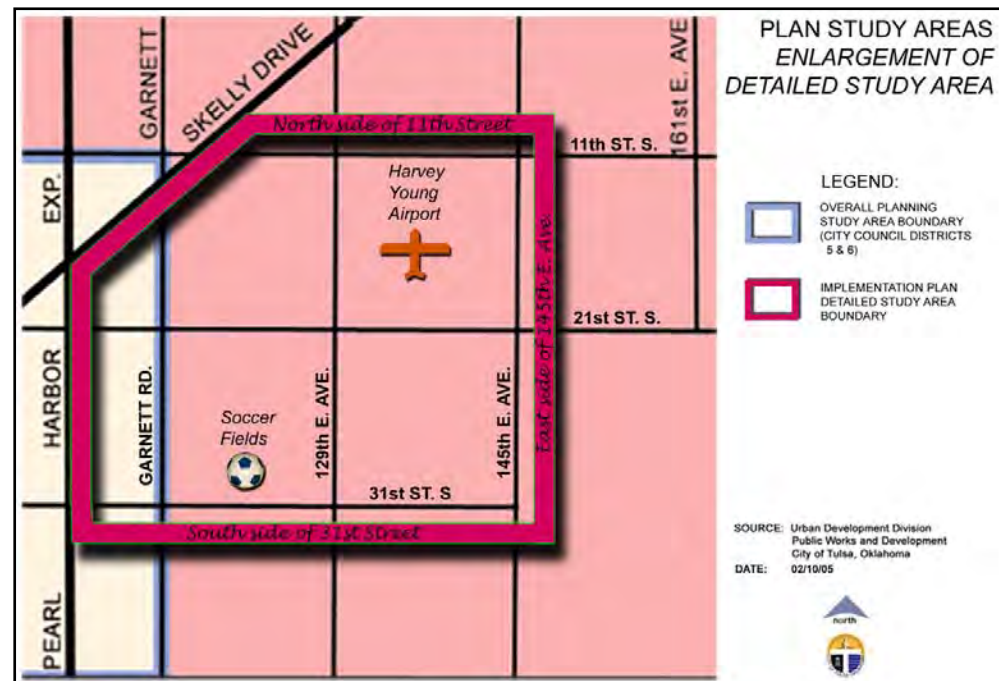 PLAN STUDY AREAS
ENLARGEMENT OF
DETAILED STUDY AREA
GARNETT
SKELLY DRIVE
161st E. AVE
North side of 11th Street
11th ST. S.
EXP.
Harvey
Young
Airport
East side of 145th E. Ave.
21st ST. S.
HARBOR
GARNETT RD.
129th E. AVE.
145th E. AVE.
Soccer
Fields
31st ST. S
South side of 31st Street
PEARL
LEGEND:
OVERALL PLANNING
STUDY AREA BOUNDARY
(CITY COUNCIL DISTRICTS
5 & 6)
IMPLEMENTATION PLAN
DETAILED STUDY AREA
BOUNDARY
SOURCE: Urban Development Division
Public Works and Development
City of Tulsa, Oklahoma
DATE: 02/10/05
north